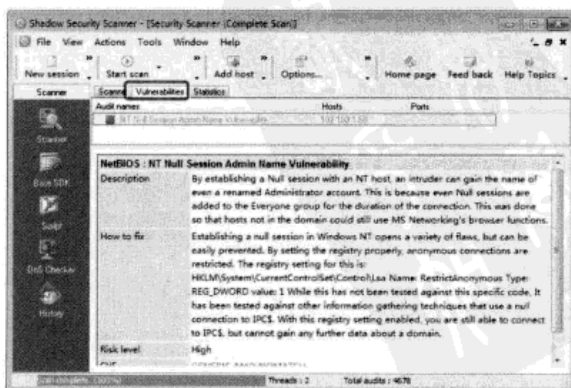 Shadow Security Scanner - [Security Scanner (Complete Scan)]
File View Actions Tools Window Help
New session Start scan Add host Options... Home page Feed back Help Topics
Scanner Scanne Vulnerabilities Statistics
Audit names Hosts Ports
Scanner NT Null Session Admin Name Vulnerability
Base SDK
Script
DoS Checker
History
NetBIOS : NT Null Session Admin Name Vulnerability
Description By establishing a Null session with an NT host, an intruder can gain the name of
even a renamed Administrator account. This is because even Null sessions are
added to the Everyone group for the duration of the connection. This was done
so that hosts not in the domain could still use MS Networking's browser functions.
How to fix Establishing a null session in Windows NT opens a variety of flaws, but can be
easily prevented. By setting the registry properly, anonymous connections are
restricted. The registry setting for this is:
HKLM\System\CurrentControlSet\Control\Lsa Name: RestrictAnonymous Type:
REG_DWORD value: 1 While this has not been tested against this specific code, It
has been tested against other information gathering techniques that use a null
connection to IPC$. With this registry setting enabled, you are still able to connect
to IPC$, but cannot gain any further data about a domain.
Risk level High
CVE
Threads : 2 Total audits : 4678